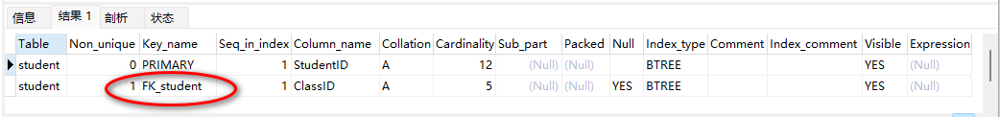 信息 结果 1 剖析 状态
Table Non_unique Key_name Seq_in_index Column_name Collation Cardinality Sub_part Packed Null Index_type Comment Index_comment Visible Expression
student 0 PRIMARY 1 StudentID A 12 (Null) (Null) BTREE YES (Null)
student 1 FK_student 1 ClassID A 5 (Null) (Null) YES BTREE YES (Null)